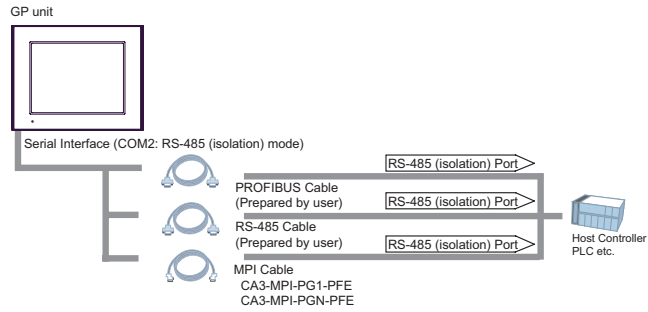 GP unit
Serial Interface (COM2: RS-485 (isolation) mode)
RS-485 (isolation) Port
PROFIBUS Cable
(Prepared by user)
RS-485 (isolation) Port
RS-485 Cable
(Prepared by user)
RS-485 (isolation) Port
Host Controller
PLC etc.
MPI Cable
CA3-MPI-PG1-PFE
CA3-MPI-PGN-PFE